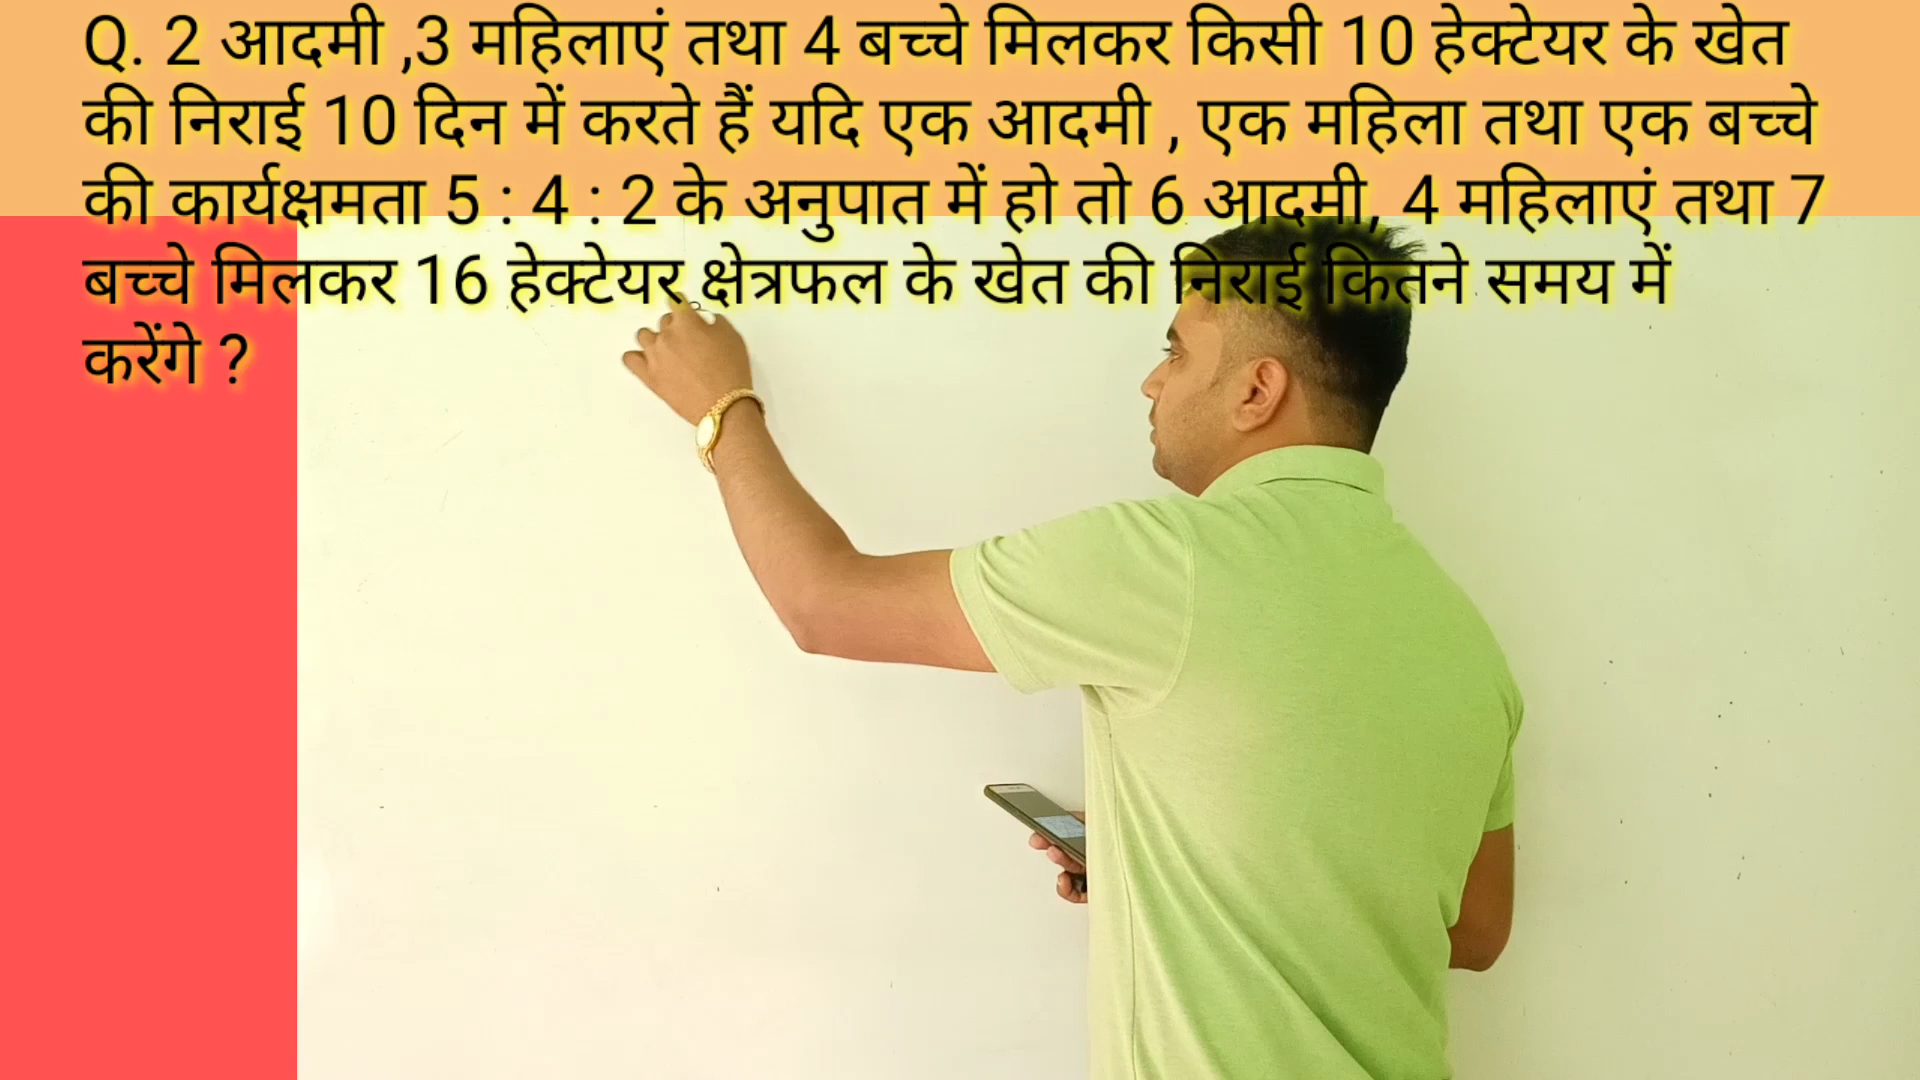 Q. 2 आदमी ,3 महिलाएं तथा 4 बच्चे मिलकर किसी 10 हेक्टेयर के खेत
की निराई 10 दिन में करते हैं यदि एक आदमी , एक महिला तथा एक बच्चे
की कार्यक्षमता 5 : 4 : 2 के अनुपात में हो तो 6 आदमी, 4 महिलाएं तथा 7
बच्चे मिलकर 16 हेक्टेयर क्षेत्रफल के खेत की निराई कितने समय में
करेंगे ?